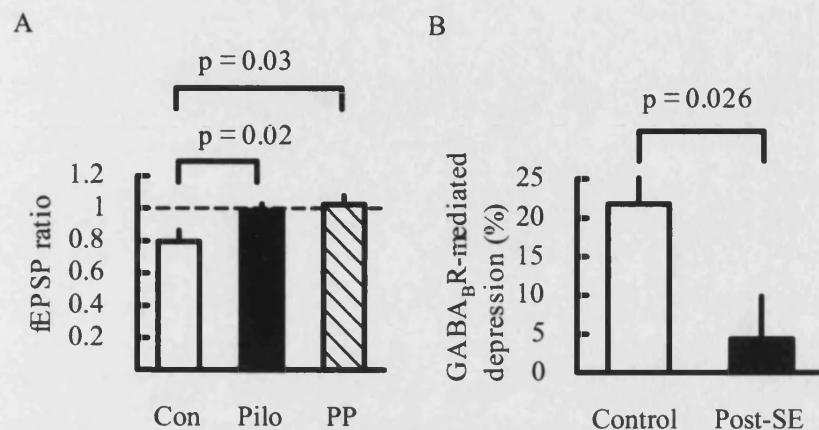 A
p = 0.03
p = 0.02
fEPSP ratio
1.2
1
0.8
0.6
0.4
0.2
Con Pilo PP
B
p = 0.026
GABA_BR-mediated
depression (%)
25
20
15
10
5
0
Control Post-SE